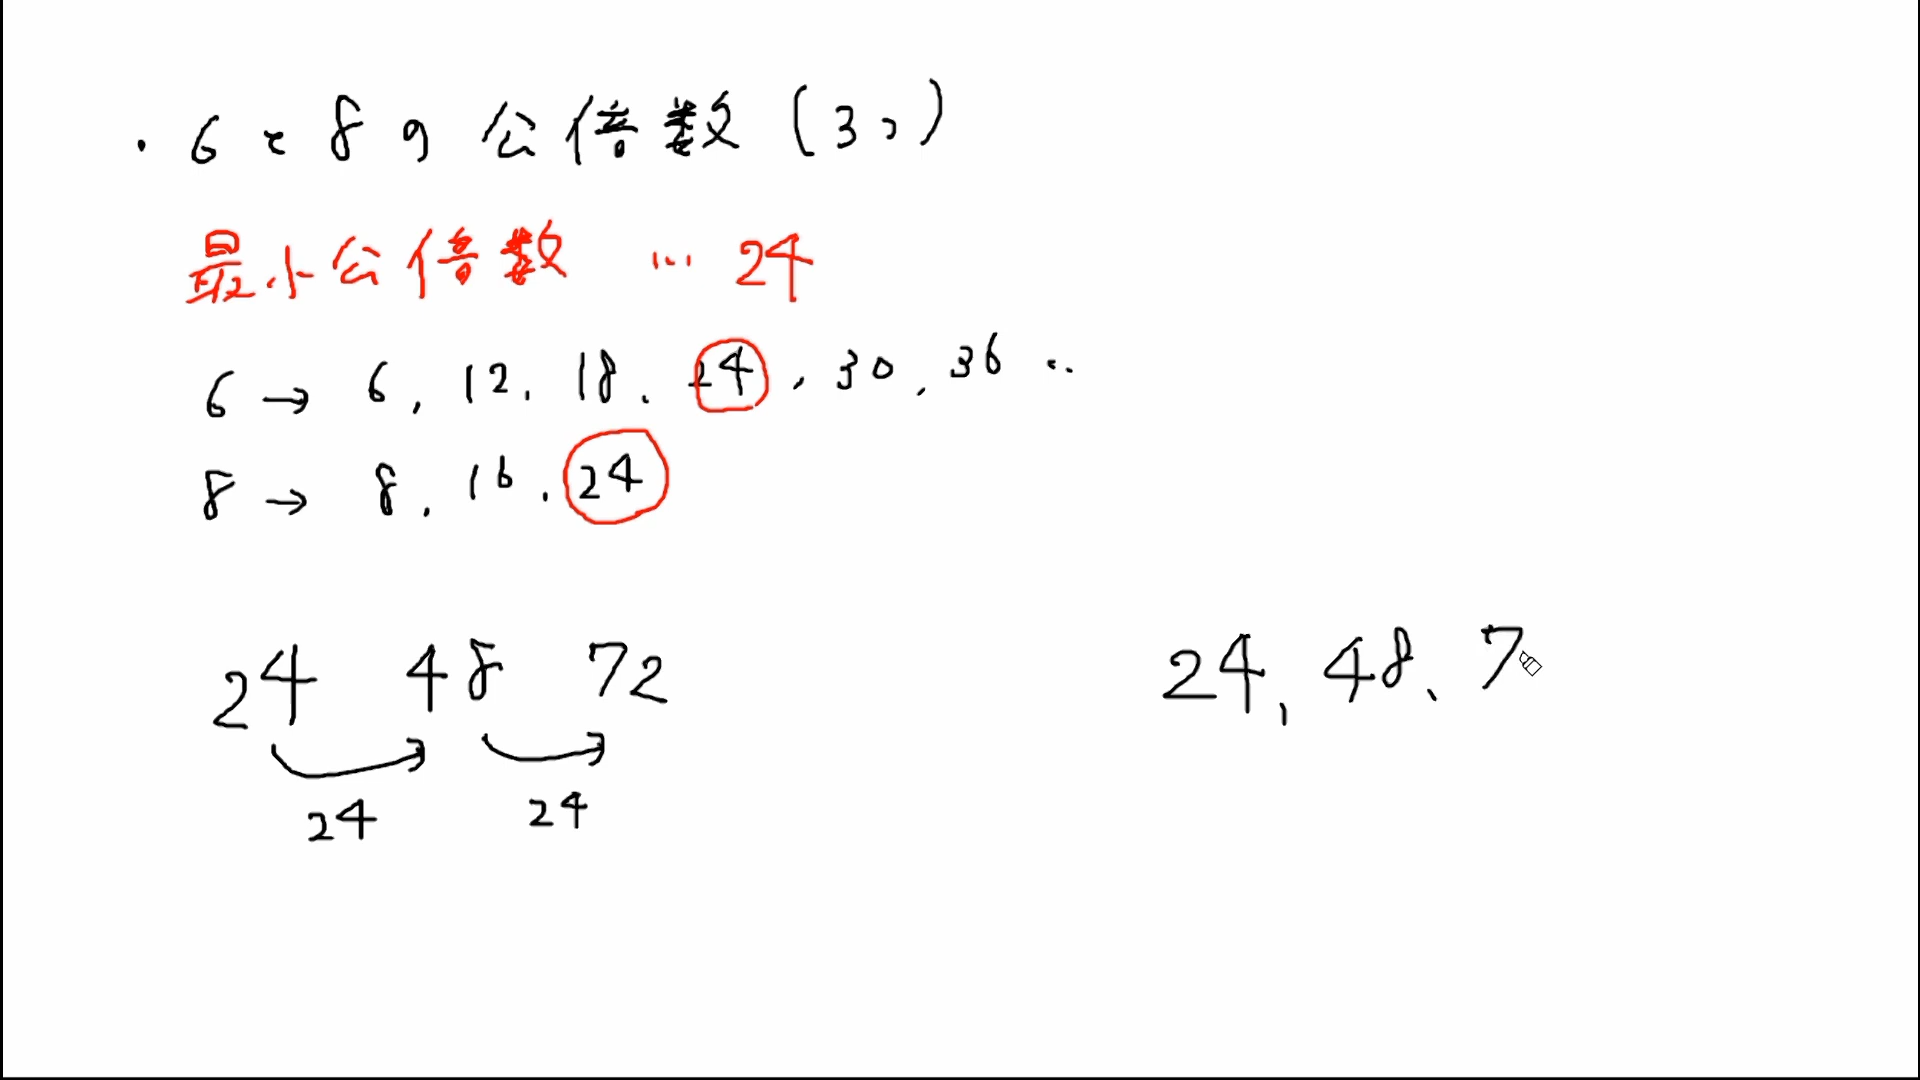 ・6と8の公倍数(3つ)
最小公倍数 … 24
6 → 6, 12, 18, 24, 30, 36 …
8 → 8, 16, 24
24 48 72
24 24
24, 48, 7